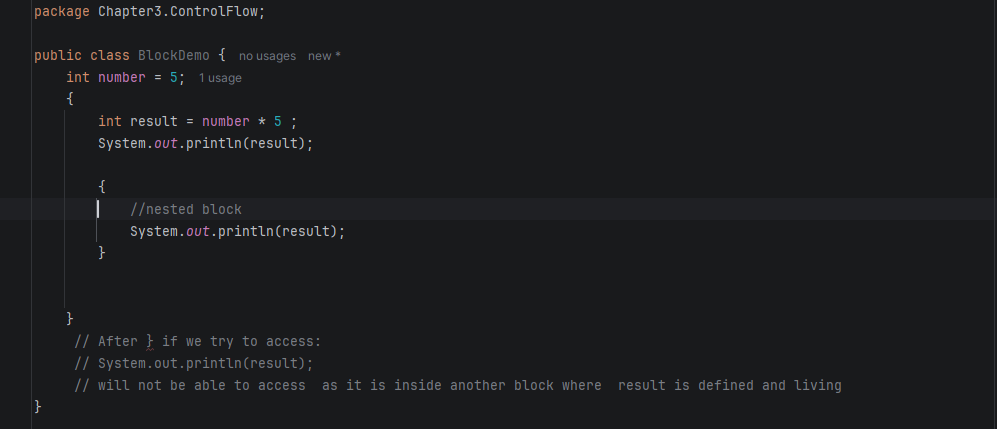 package Chapter3.ControlFlow;
public class BlockDemo { no usages new *
int number = 5; 1 usage
{
int result = number * 5 ;
System.out.println(result);
{
//nested block
System.out.println(result);
}
}
// After } if we try to access:
// System.out.println(result);
// will not be able to access  as it is inside another block where  result is defined and living
}